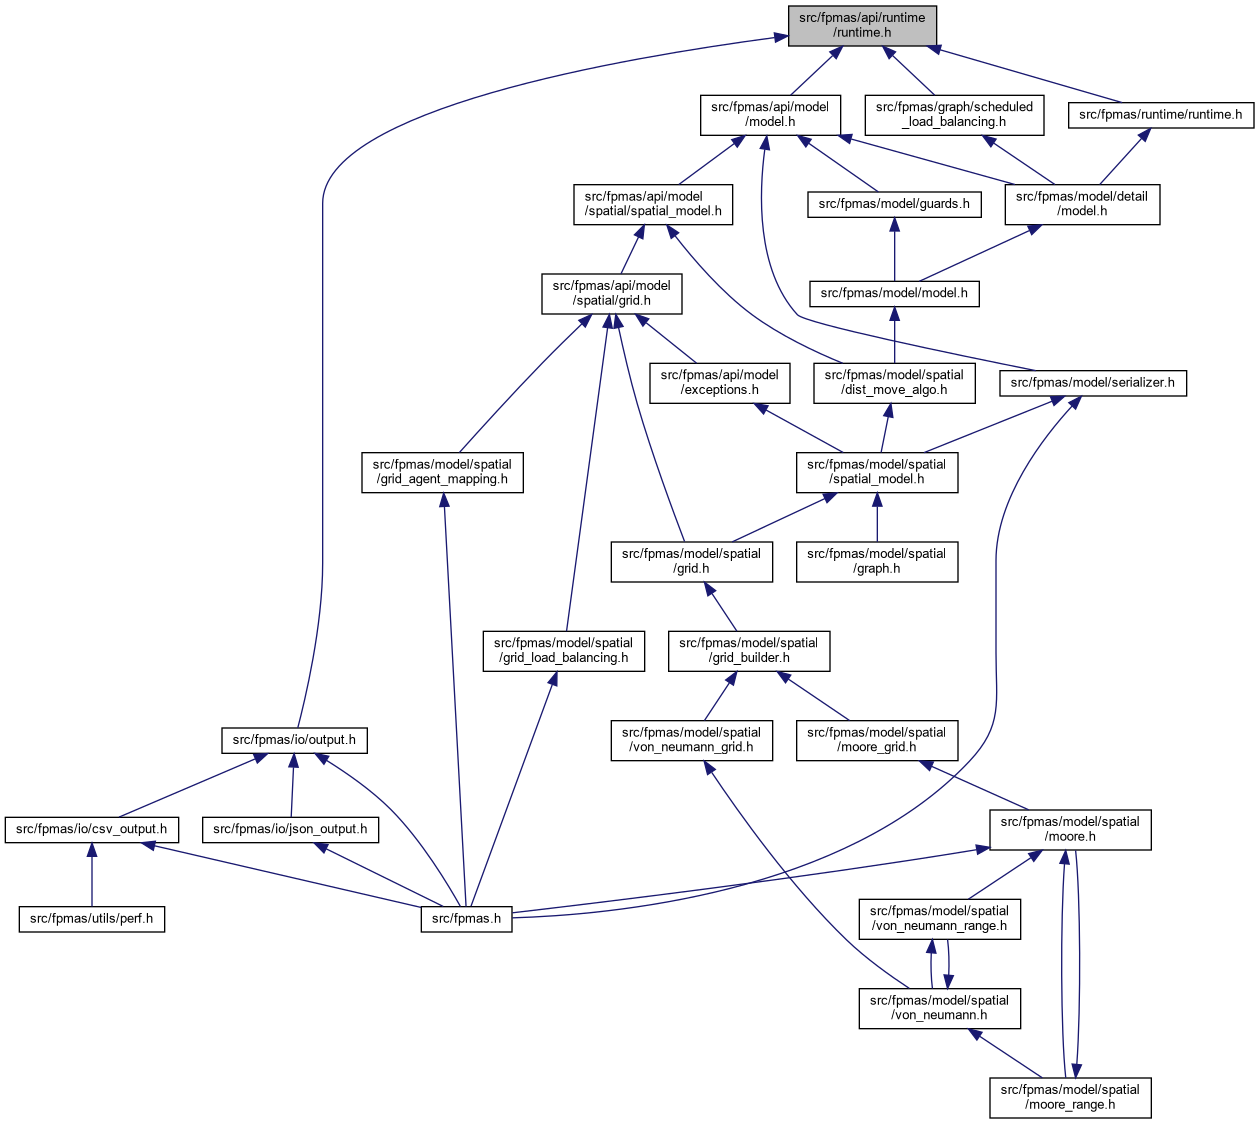 src/fpmas/api/runtime
/runtime.h
src/fpmas/api/model
/model.h
src/fpmas/graph/scheduled
_load_balancing.h
src/fpmas/runtime/runtime.h
src/fpmas/api/model
/spatial/spatial_model.h
src/fpmas/model/guards.h
src/fpmas/model/detail
/model.h
src/fpmas/api/model
/spatial/grid.h
src/fpmas/model/model.h
src/fpmas/api/model
/exceptions.h
src/fpmas/model/spatial
/dist_move_algo.h
src/fpmas/model/serializer.h
src/fpmas/model/spatial
/grid_agent_mapping.h
src/fpmas/model/spatial
/spatial_model.h
src/fpmas/model/spatial
/grid.h
src/fpmas/model/spatial
/graph.h
src/fpmas/model/spatial
/grid_load_balancing.h
src/fpmas/model/spatial
/grid_builder.h
src/fpmas/io/output.h
src/fpmas/model/spatial
/von_neumann_grid.h
src/fpmas/model/spatial
/moore_grid.h
src/fpmas/io/csv_output.h
src/fpmas/io/json_output.h
src/fpmas/model/spatial
/moore.h
src/fpmas/utils/perf.h
src/fpmas.h
src/fpmas/model/spatial
/von_neumann_range.h
src/fpmas/model/spatial
/von_neumann.h
src/fpmas/model/spatial
/moore_range.h